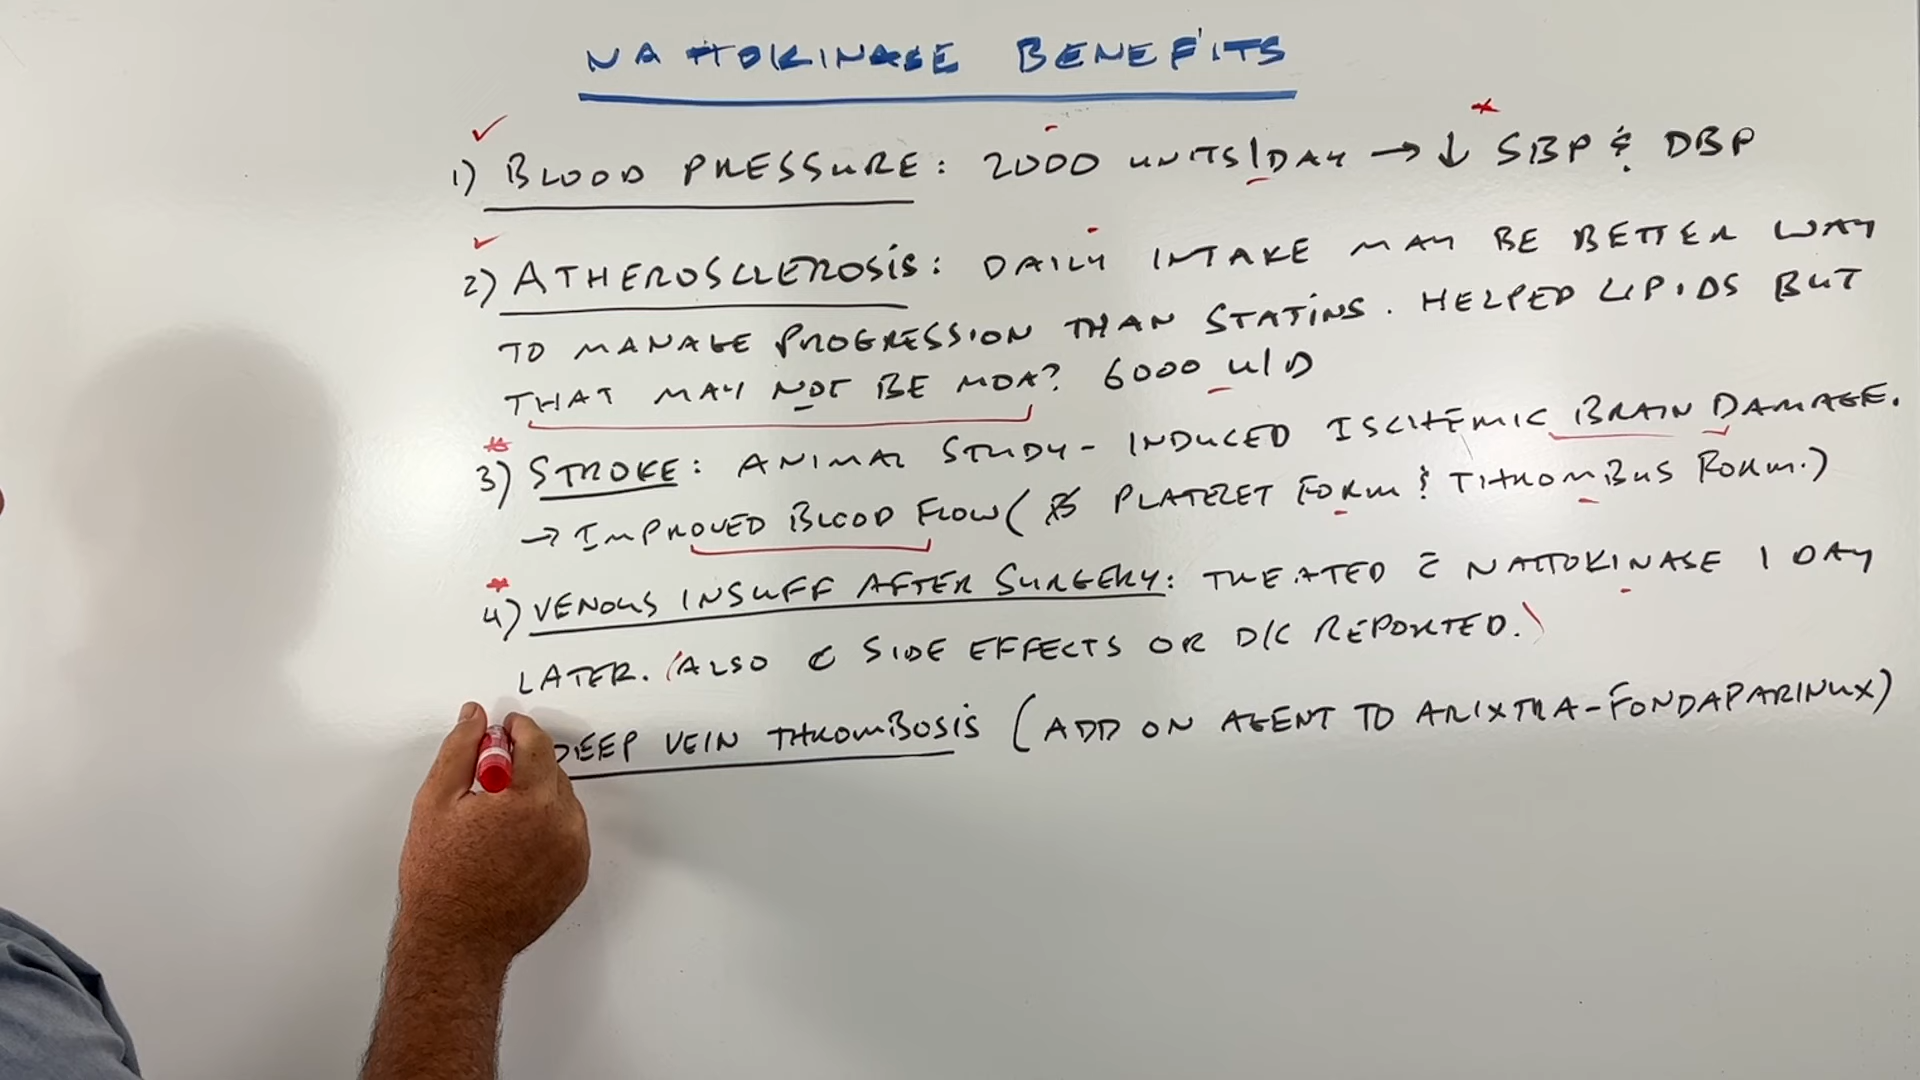 NATTOKINASE BENEFITS
1) BLOOD PRESSURE: 2000 UNITS/DAY → ↓ SBP & DBP
2) ATHEROSCLEROSIS: DAILY INTAKE MAY BE BETTER WAY
TO MANAGE PROGRESSION THAN STATINS. HELPED LIPIDS BUT
THAT MAY NOT BE MOA? 6000 U/D
3) STROKE: ANIMAL STUDY - INDUCED ISCHEMIC BRAIN DAMAGE.
→ IMPROVED BLOOD FLOW ( PLATELET FORM & THROMBUS FORM.)
4) VENOUS INSUFF AFTER SURGERY: TREATED C̄ NATTOKINASE 1 DAY
LATER. (ALSO SIDE EFFECTS OR D/C REPORTED.)
DEEP VEIN THROMBOSIS (ADD ON AGENT TO ARIXTRA-FONDAPARINUX)